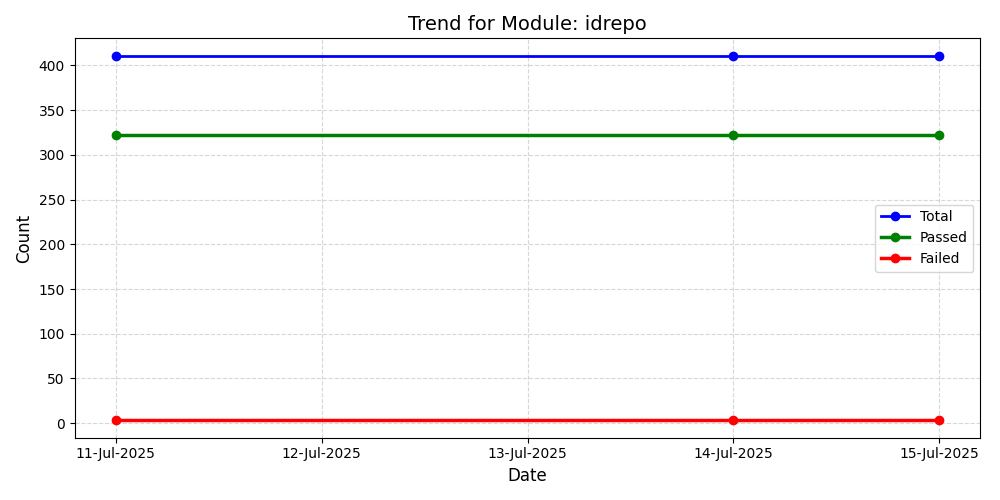 Trend for Module: idrepo
400
350
300
250
200
150
100
50
0
Count
Total
Passed
Failed
11-Jul-2025
12-Jul-2025
13-Jul-2025
14-Jul-2025
15-Jul-2025
Date